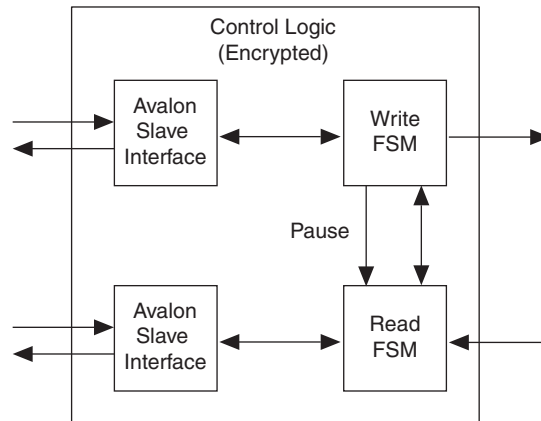 Control Logic
(Encrypted)
Avalon
Slave
Interface
Write
FSM
Pause
Avalon
Slave
Interface
Read
FSM